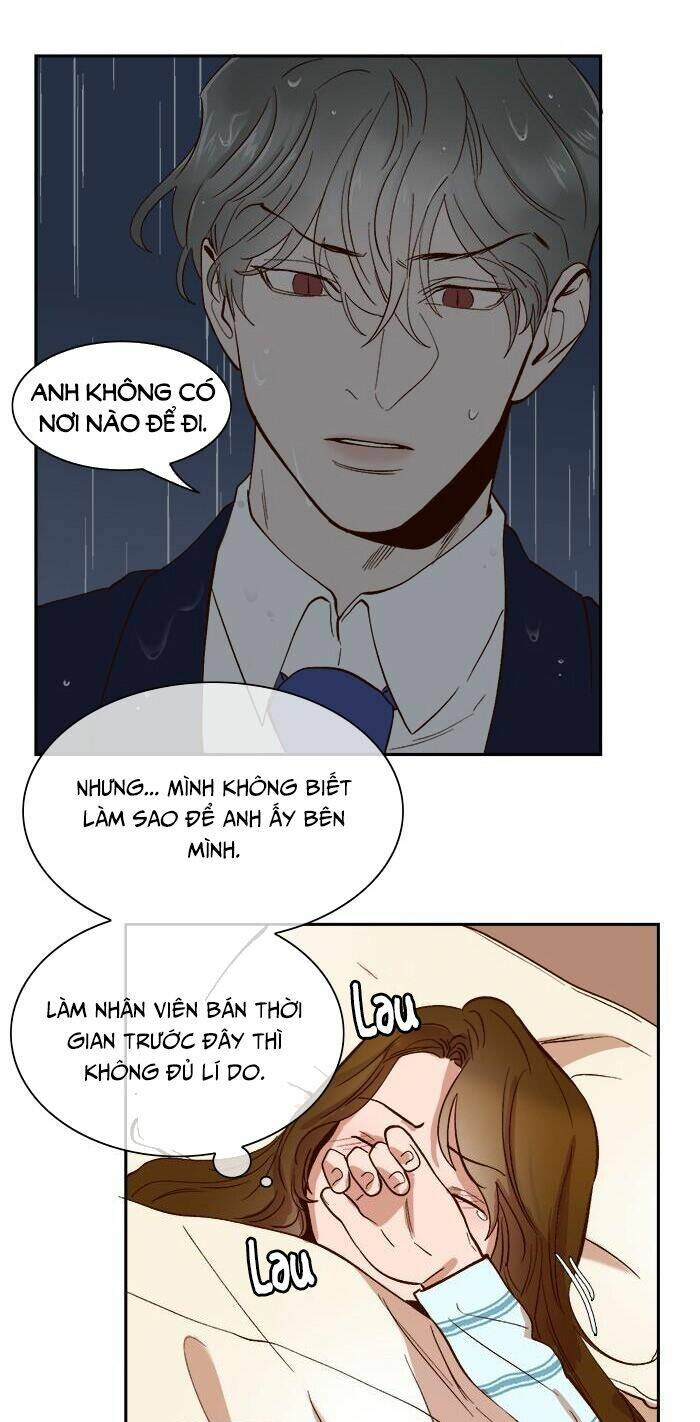 ANH KHÔNG CÓ
NƠI NÀO ĐỂ ĐI.
NHƯNG... MÌNH KHÔNG BIẾT
LÀM SAO ĐỂ ANH ẤY BÊN
MÌNH.
LÀM NHÂN VIÊN BÁN THỜI
GIAN TRƯỚC ĐÂY THÌ
KHÔNG ĐỦ LÍ DO.
Lau
Lau